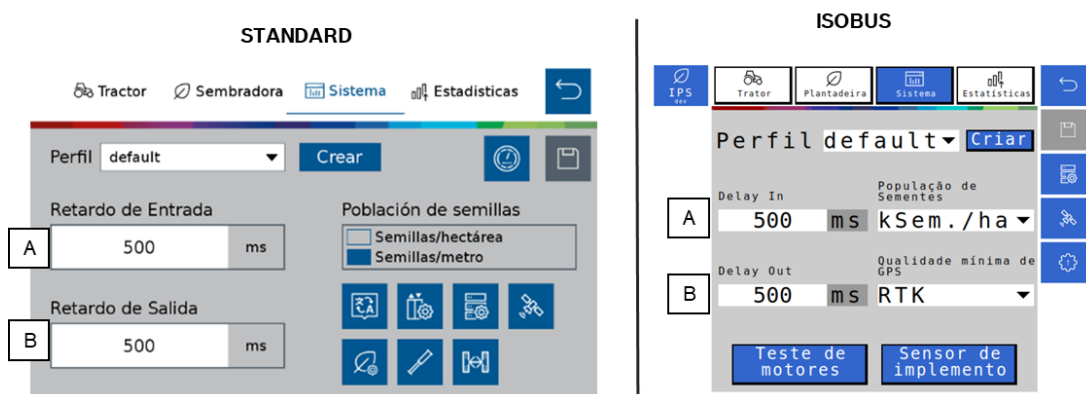 STANDARD
Tractor Sembradora Sistema Estadisticas
Perfil default Crear
Retardo de Entrada
A 500 ms
Población de semillas
Semillas/hectárea
Semillas/metro
Retardo de Salida
B 500 ms
ISOBUS
IPS
dev
Trator Plantadeira Sistema Estatísticas
Perfil default Criar
Delay In
População de
Sementes
A 500 ms kSem./ha
Delay Out
Qualidade mínima de
GPS
B 500 ms RTK
Teste de
motores
Sensor de
implemento